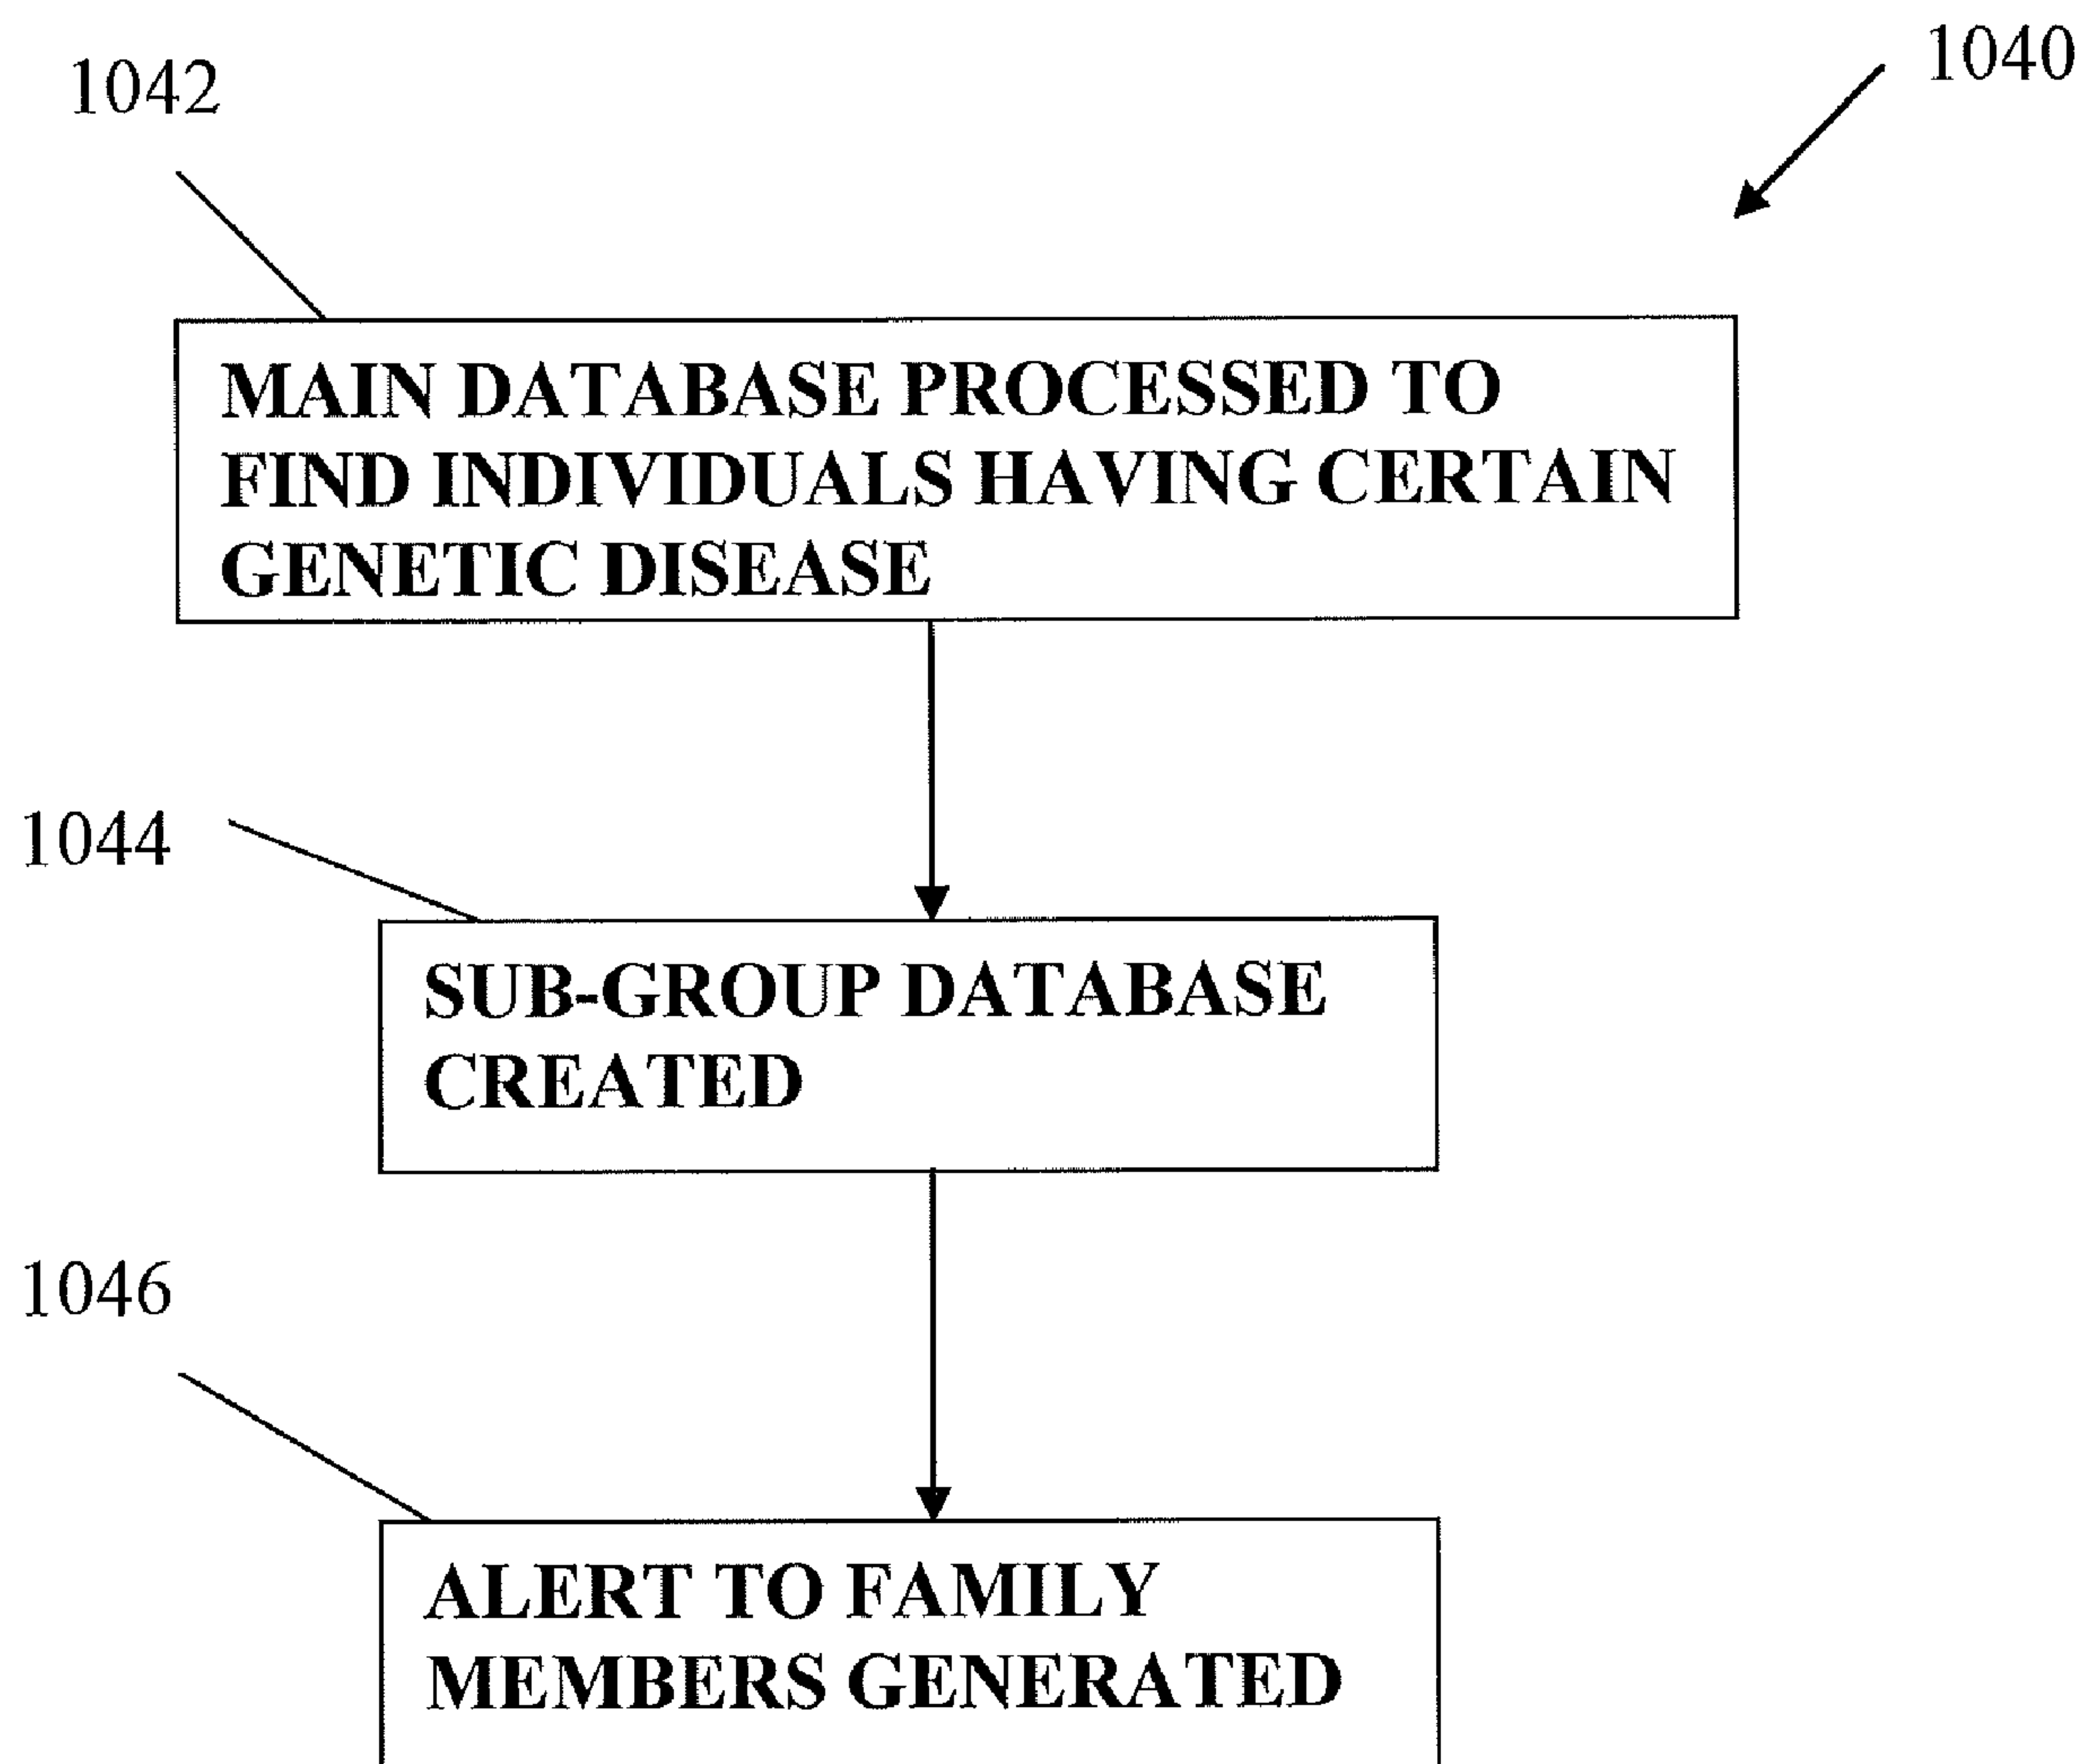 1042
1040
MAIN DATABASE PROCESSED TO
FIND INDIVIDUALS HAVING CERTAIN
GENETIC DISEASE
1044
SUB-GROUP DATABASE
CREATED
1046
ALERT TO FAMILY
MEMBERS GENERATED